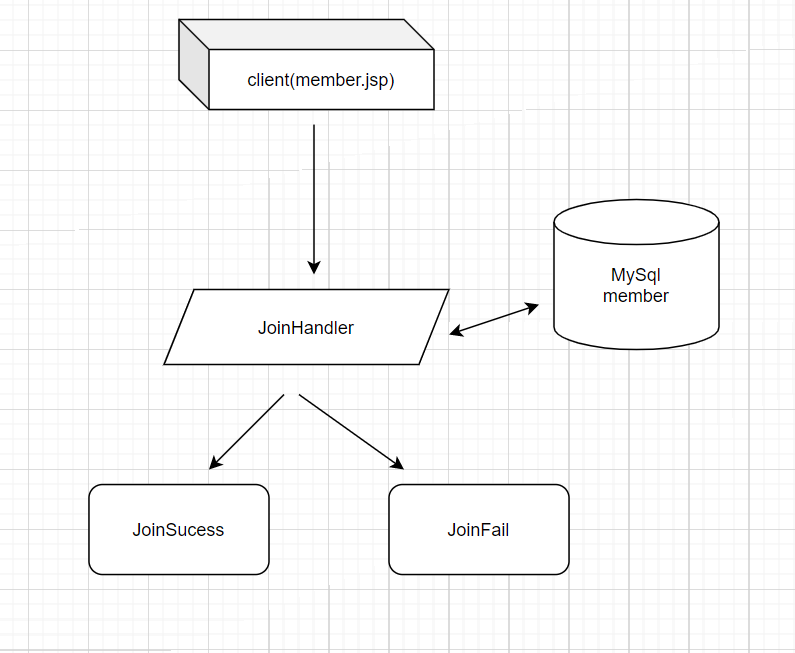 client(member.jsp)
MySql
member
JoinHandler
JoinSucess
JoinFail